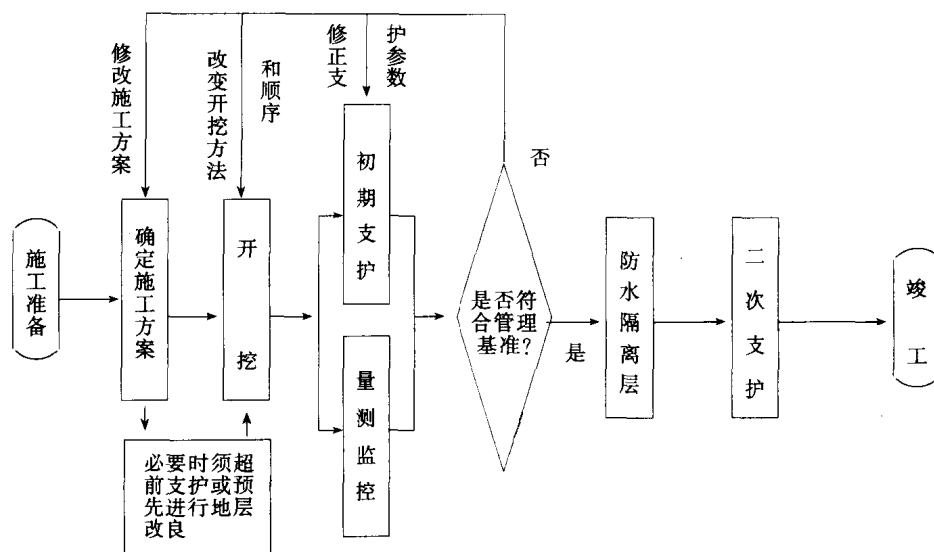 修改施工方案
改变开挖方法
和顺序
修正支
护参数
否
施工准备
确定施工方案
开挖
初期支护
量测监控
是否符
合管理
基准?
是
防水隔离层
二次支护
竣工
必要时须超
前支护或预
先进行地层
改良